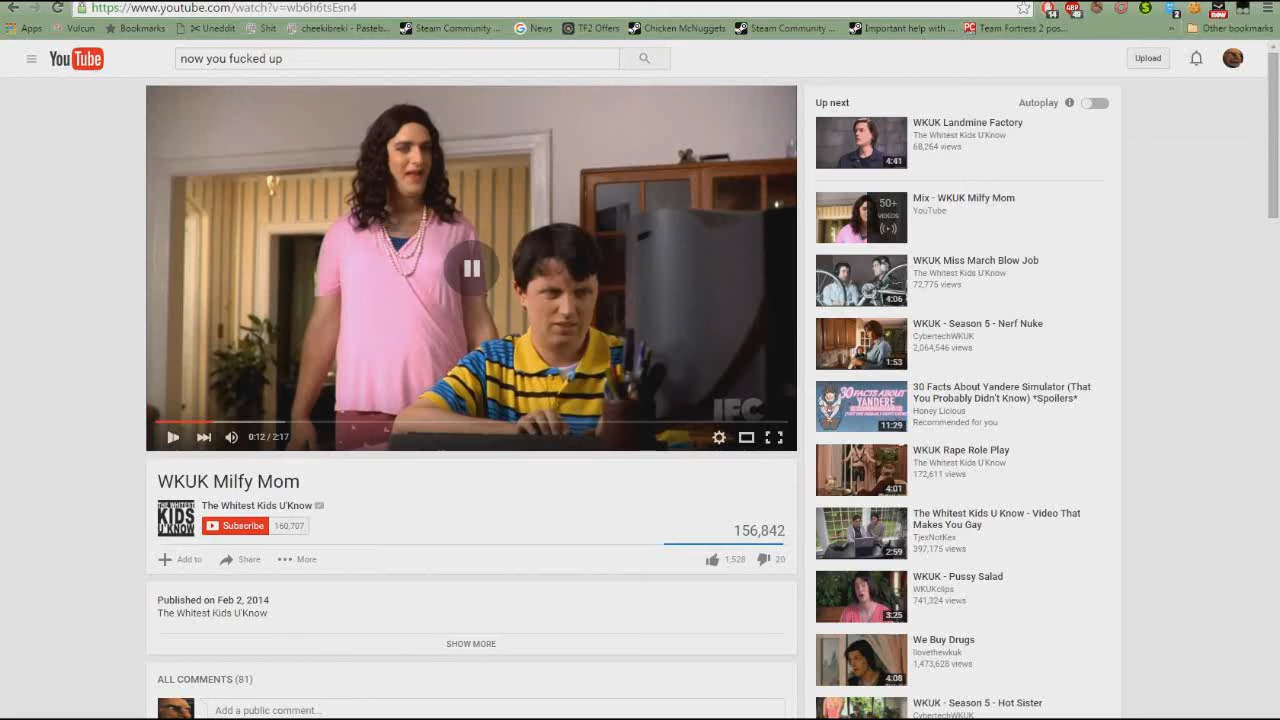 https://www.youtube.com/watch?v=wb6h6tsEsn4
14
ABP
49
2
now
Apps
Vulcun
Bookmarks
Uneddit
Shit
cheekibreki - Pasteb...
Steam Community ...
News
TF2 Offers
Chicken McNuggets
Steam Community ...
Important help with ...
Team Fortress 2 pos...
»
Other bookmarks
YouTube
now you fucked up
Upload
IFC
0:12 / 2:17
WKUK Milfy Mom
THE WHITEST KIDS U'KNOW
The Whitest Kids U'Know
Subscribe
160,797
156,842
Add to
Share
More
1,528
20
Published on Feb 2, 2014
The Whitest Kids U'Know
SHOW MORE
ALL COMMENTS (81)
Add a public comment...
Up next
Autoplay
WKUK Landmine Factory
The Whitest Kids U'Know
68,264 views
4:41
Mix - WKUK Milfy Mom
YouTube
50+
VIDEOS
WKUK Miss March Blow Job
The Whitest Kids U'Know
72,775 views
4:06
WKUK - Season 5 - Nerf Nuke
CybertechWKUK
2,064,546 views
1:53
30 FACTS ABOUT
YANDERE
30 Facts About Yandere Simulator (That
You Probably Didn't Know) *Spoilers*
Honey Licious
Recommended for you
11:29
WKUK Rape Role Play
The Whitest Kids U'Know
172,611 views
4:01
The Whitest Kids U Know - Video That
Makes You Gay
TjexNotKex
397,175 views
2:59
WKUK - Pussy Salad
WKUKclips
741,324 views
3:25
We Buy Drugs
Ilovethewkuk
1,473,628 views
4:08
WKUK - Season 5 - Hot Sister
CybertechWKUK